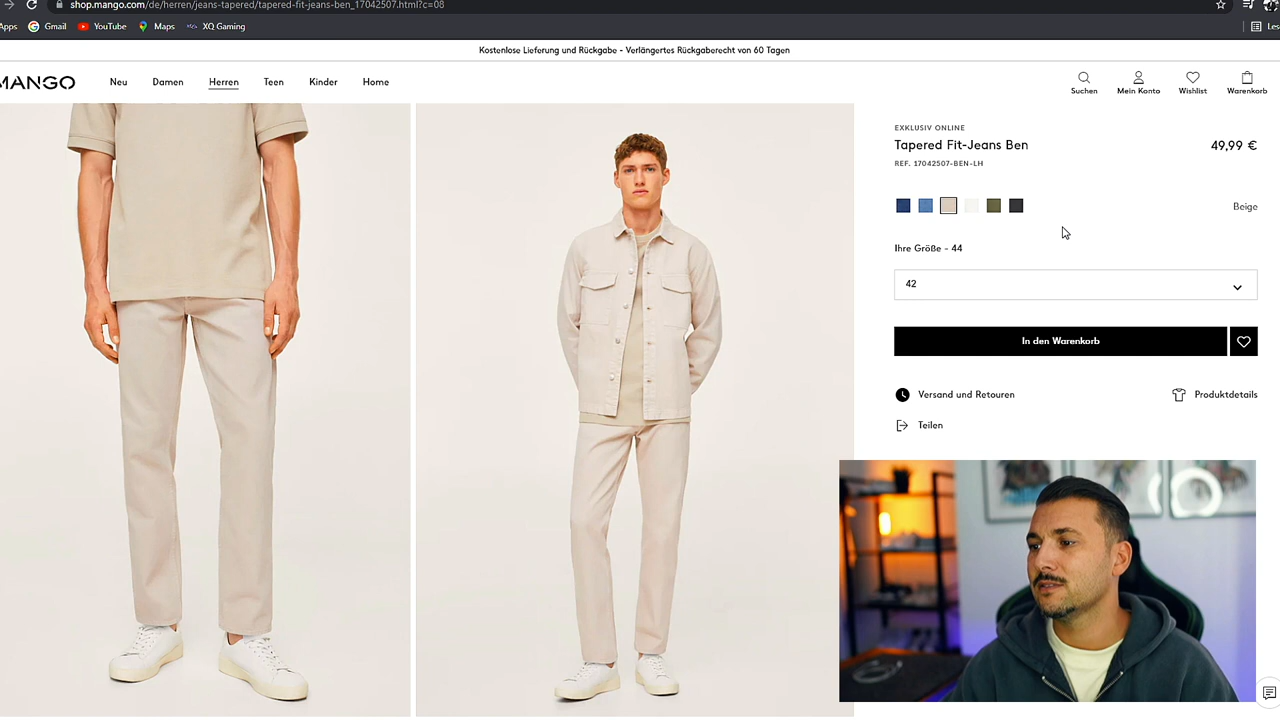 shop.mango.com/de/herren/jeans-tapered/tapered-fit-jeans-ben_17042507.html?c=08
Apps Gmail YouTube Maps XQ Gaming Les
Kostenlose Lieferung und Rückgabe - Verlängertes Rückgaberecht von 60 Tagen
MANGO Neu Damen Herren Teen Kinder Home Suchen Mein Konto Wishlist Warenkorb
EXKLUSIV ONLINE
Tapered Fit-Jeans Ben 49,99 €
REF. 17042507-BEN-LH
Beige
Ihre Größe - 44
42
In den Warenkorb
Versand und Retouren Produktdetails
Teilen